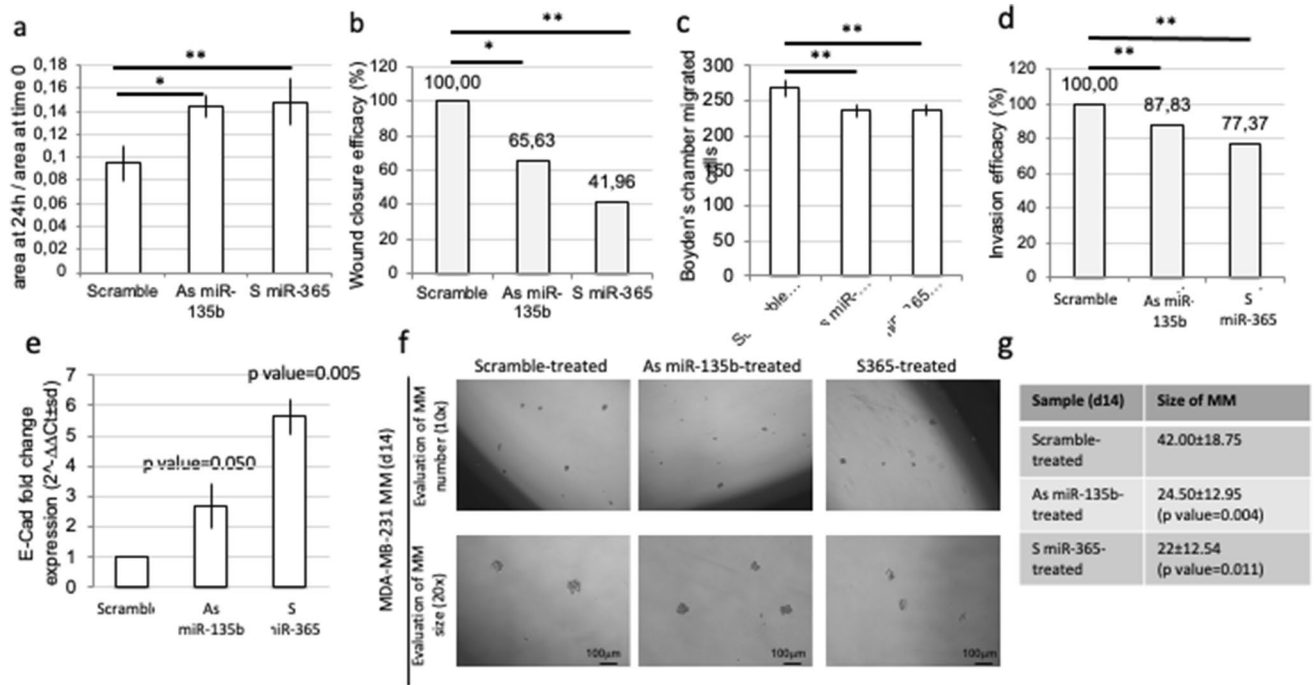 a
area at 24h / area at time 0
0,18
0,16
0,14
0,12
0,1
0,08
0,06
0,04
0,02
0
**
*
Scramble
As miR-
135b
S miR-365
b
Wound closure efficacy (%)
120
100
80
60
40
20
0
**
*
100,00
65,63
41,96
Scramble
As miR-
135b
S miR-365
c
Boyden's chamber migrated
cells
300
250
200
150
100
50
0
**
**
d
Invasion efficacy (%)
120
100
80
60
40
20
0
**
**
100,00
87,83
77,37
Scramble
As miR-
135b
S
miR-365
e
E-Cad fold change
expression (2^-ΔΔCt±sd)
7
6
5
4
3
2
1
0
p value=0.005
p value=0.050
Scramble
As
miR-135b
S
miR-365
f
Scramble-treated
As miR-135b-treated
S365-treated
MDA-MB-231 MM (d14)
Evaluation of MM
number (10x)
Evaluation of MM
size (20x)
100μm
100μm
100μm
g
Sample (d14) Size of MM
Scramble- 42.00±18.75
treated
As miR-135b- 24.50±12.95
treated (p value=0.004)
S miR-365- 22±12.54
treated (p value=0.011)